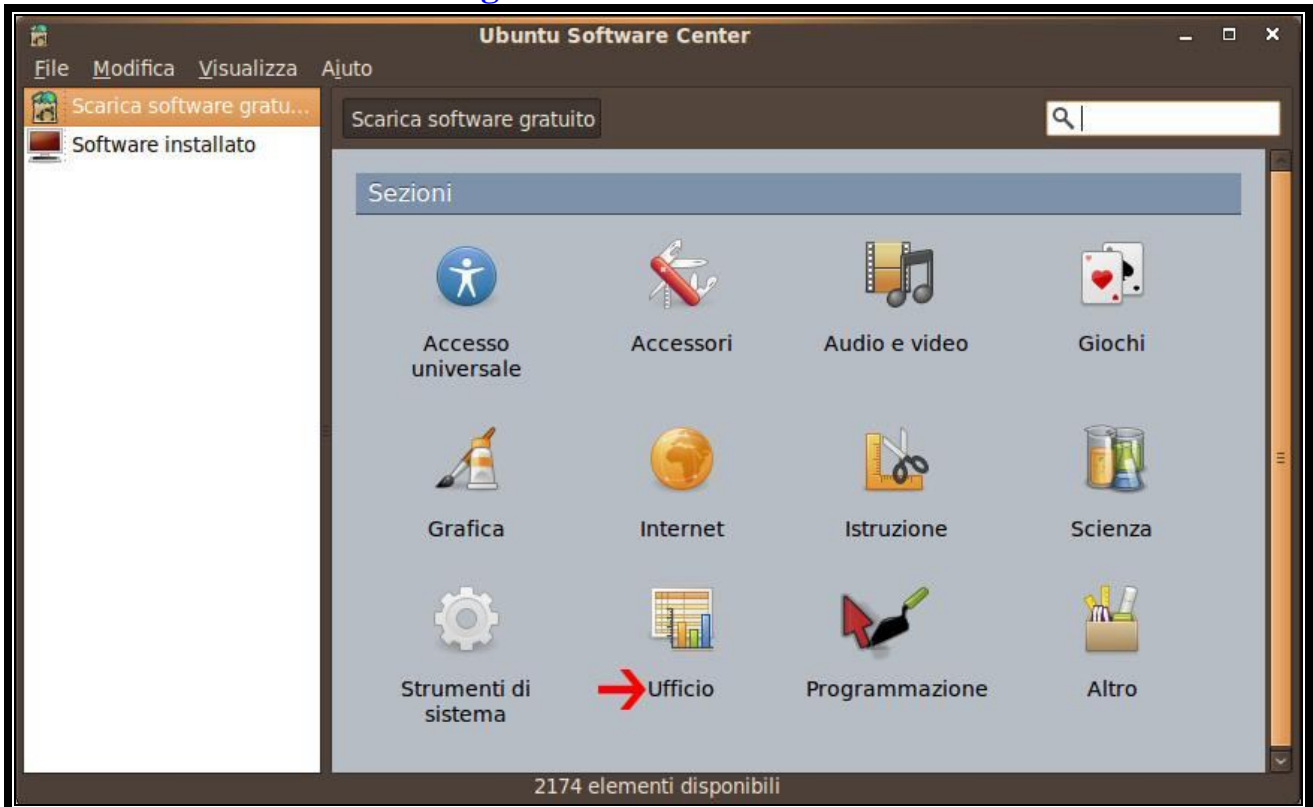 Ubuntu Software Center
File Modifica Visualizza Aiuto
Scarica software gratu...
Software installato
Scarica software gratuito
Sezioni
Accesso universale
Accessori
Audio e video
Giochi
Grafica
Internet
Istruzione
Scienza
Strumenti di sistema
Ufficio
Programmazione
Altro
2174 elementi disponibili